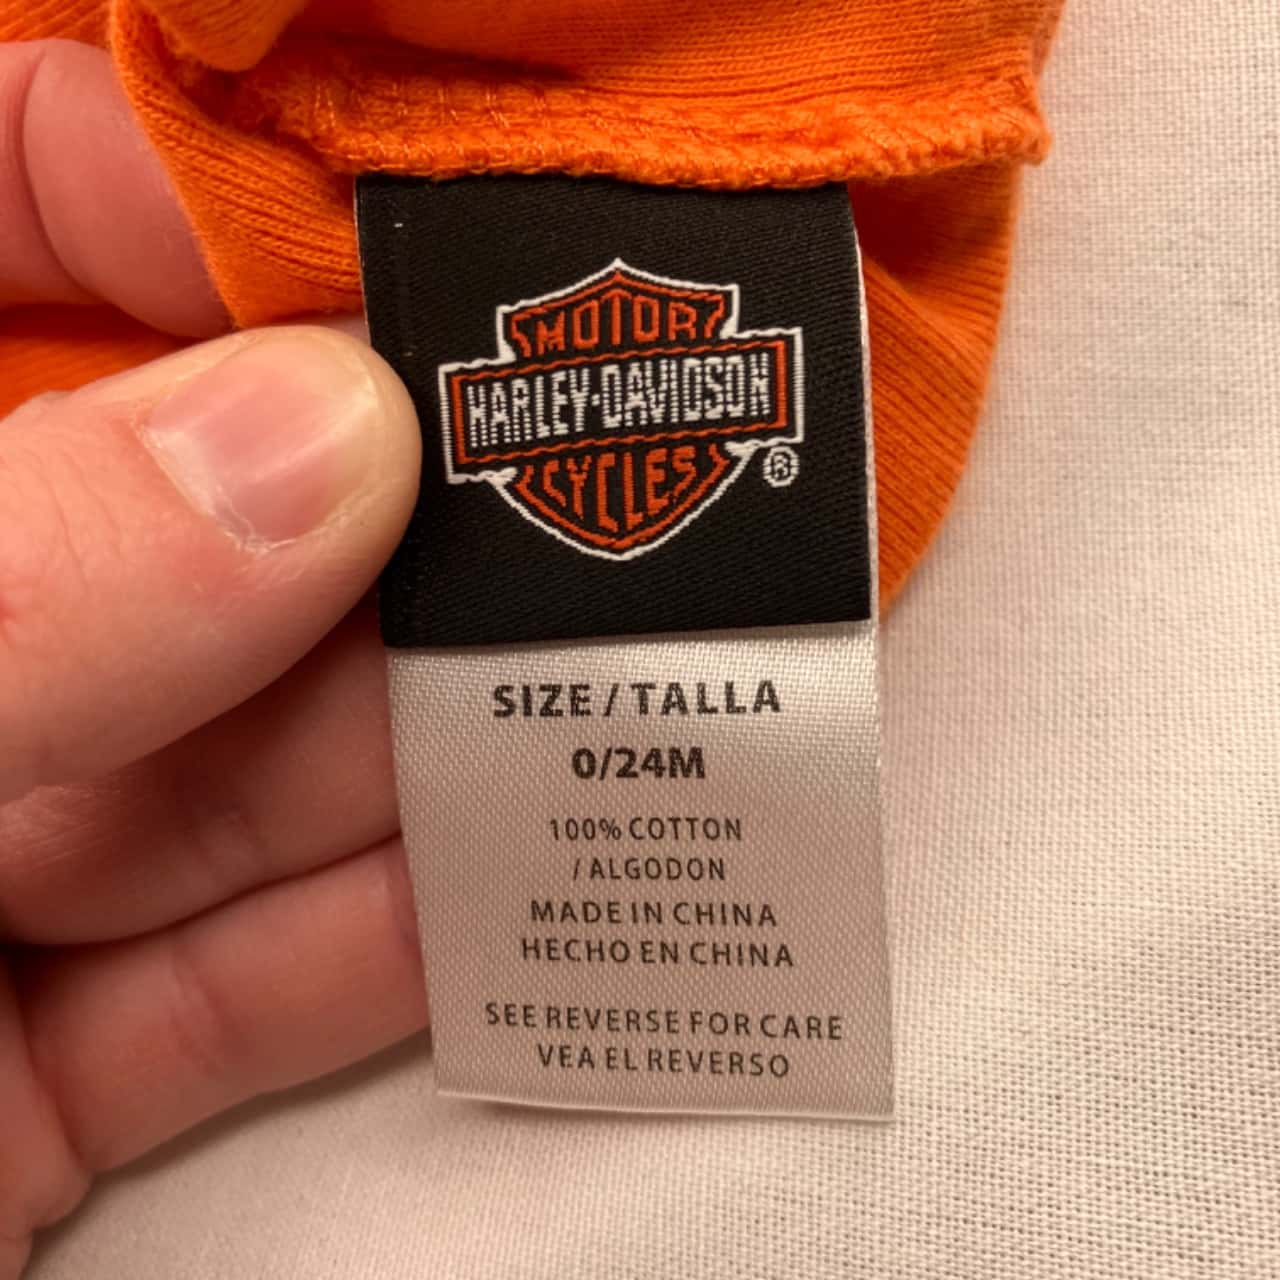 MOTOR
HARLEY-DAVIDSON
CYCLES
®
SIZE / TALLA
0/24M
100% COTTON
/ ALGODON
MADE IN CHINA
HECHO EN CHINA
SEE REVERSE FOR CARE
VEA EL REVERSO